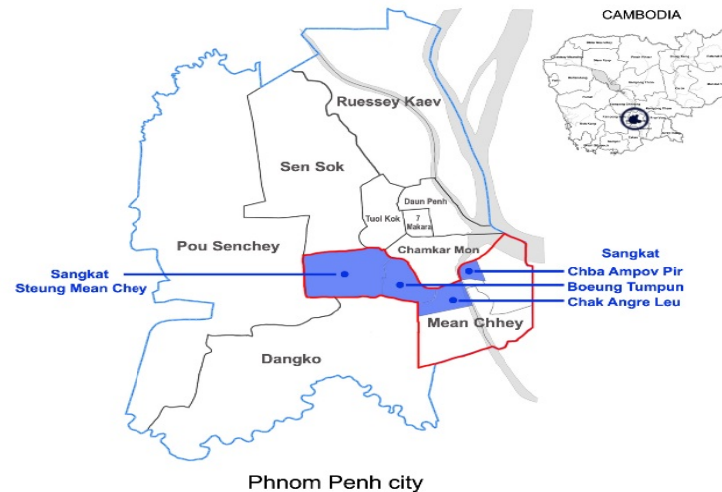 CAMBODIA
Ruessey Kaev
Sen Sok
Daun Penh
Tuol Kok
7
Makara
Pou Senchey
Chamkar Mon
Sangkat
Steung Mean Chey
Sangkat
Chba Ampov Pir
Boeung Tumpun
Chak Angre Leu
Mean Chhey
Dangko
Phnom Penh city